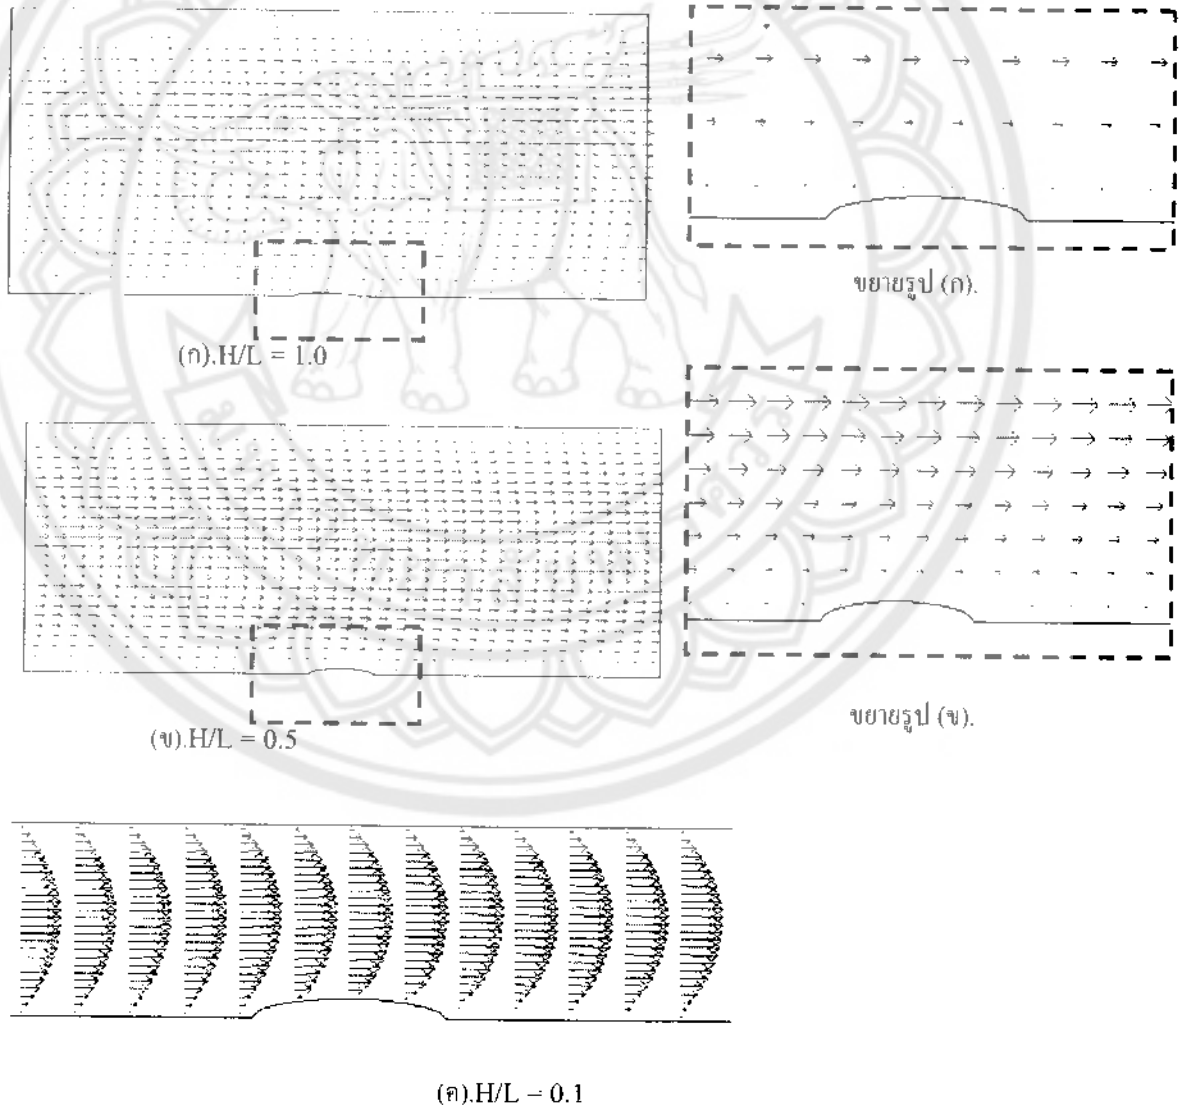 ขยายรูป (ก).
(ก).H/L = 1.0
ขยายรูป (ข).
(ข).H/L = 0.5
(ค).H/L = 0.1